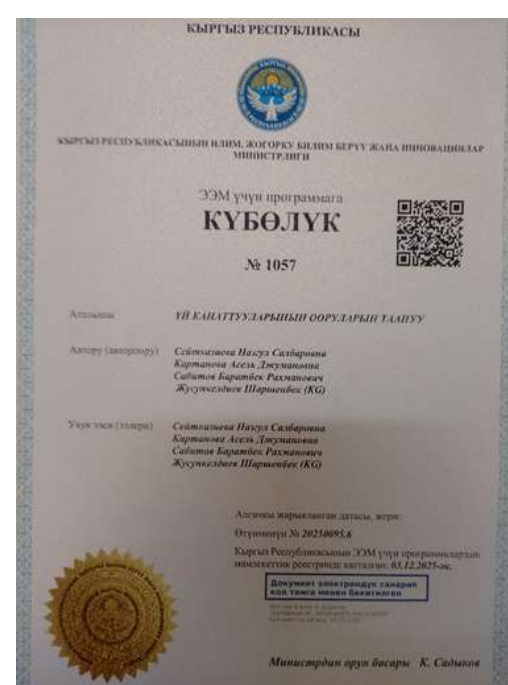 КЫРГЫЗ РЕСПУБЛИКАСЫ
КЫРГЫЗ РЕСПУБЛИКАСЫНЫН ИЛИМ, ЖОГОРКУ БИЛИМ БЕРҮҮ ЖАНА ИННОВАЦИЯЛАР
МИНИСТРЛИГИ
ЭЭМ үчүн программага
КҮБӨЛҮК
№ 1057
Аталышы
ҮЙ КАНАТТУУЛАРЫНЫН ООРУЛАРЫН ТААНУУ
Автору (авторлору)
Сейтказиева Назгул Салбаровна
Картанова Асель Джумановна
Сабитов Баратбек Рахманович
Жусупкелдиев Шаршенбек (KG)
Укук ээси (ээлери)
Сейтказиева Назгул Салбаровна
Картанова Асель Джумановна
Сабитов Баратбек Рахманович
Жусупкелдиев Шаршенбек (KG)
Алгачкы жарыяланган датасы, жери:
Өтүнмөнүн № 20250095.6
Кыргыз Республикасынын ЭЭМ үчүн программалардын
мамлекеттик реестринде катталган: 03.12.2025-ж.
Документ электрондук санарип
кол тамга менен бекитилген
Министрдин орун басары К. Садыков